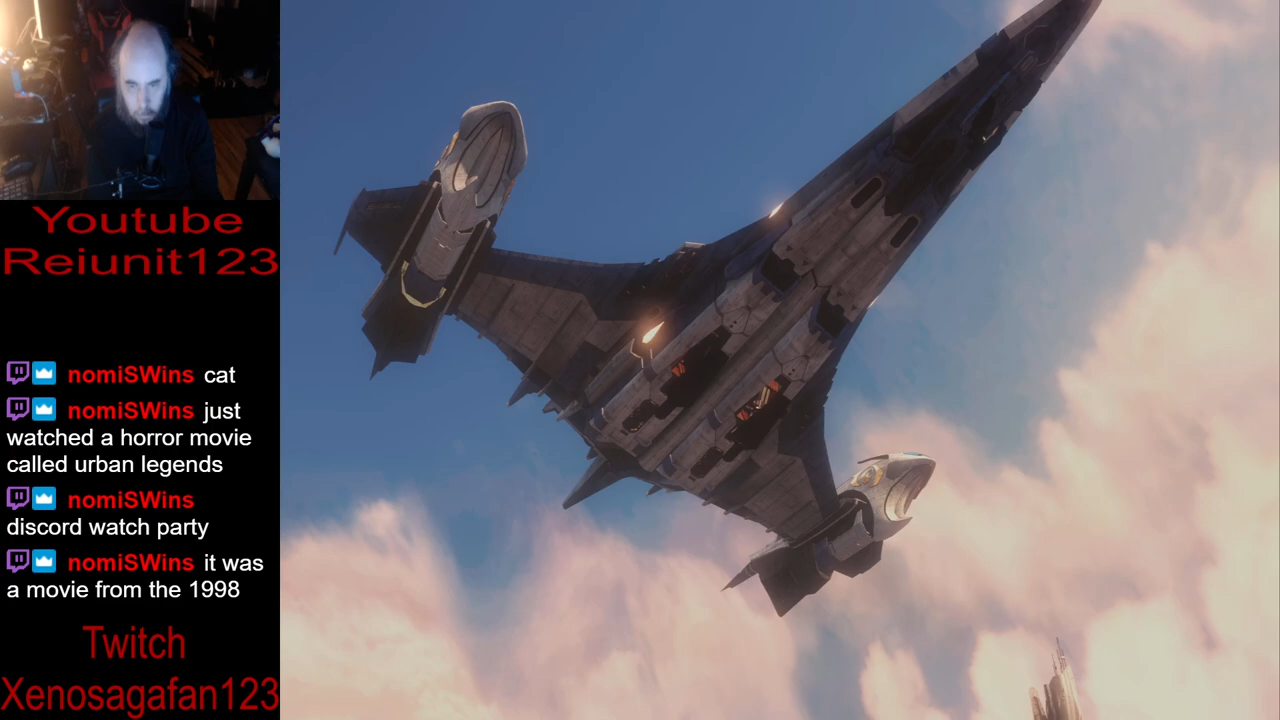 Youtube
Reiunit123
nomiSWins cat
nomiSWins just
watched a horror movie
called urban legends
nomiSWins
discord watch party
nomiSWins it was
a movie from the 1998
Twitch
Xenosagafan123